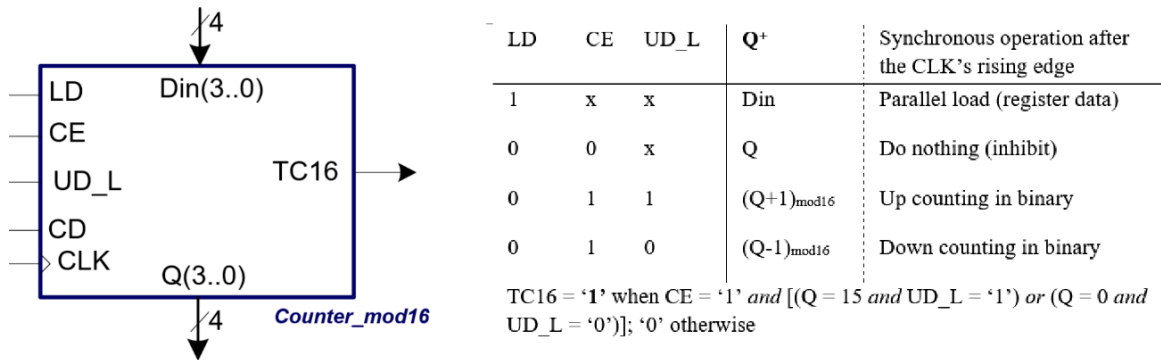 4
Din(3..0)
LD
CE
UD_L
CD
CLK
TC16
Q(3..0)
4
Counter_mod16
LD CE UD_L Q+ Synchronous operation after
the CLK's rising edge
1 x x Din Parallel load (register data)
0 0 x Q Do nothing (inhibit)
0 1 1 (Q+1)mod16 Up counting in binary
0 1 0 (Q-1)mod16 Down counting in binary
TC16 = ‘1’ when CE = ‘1’ and [(Q = 15 and UD_L = ‘1’) or (Q = 0 and
UD_L = ‘0’)]; ‘0’ otherwise